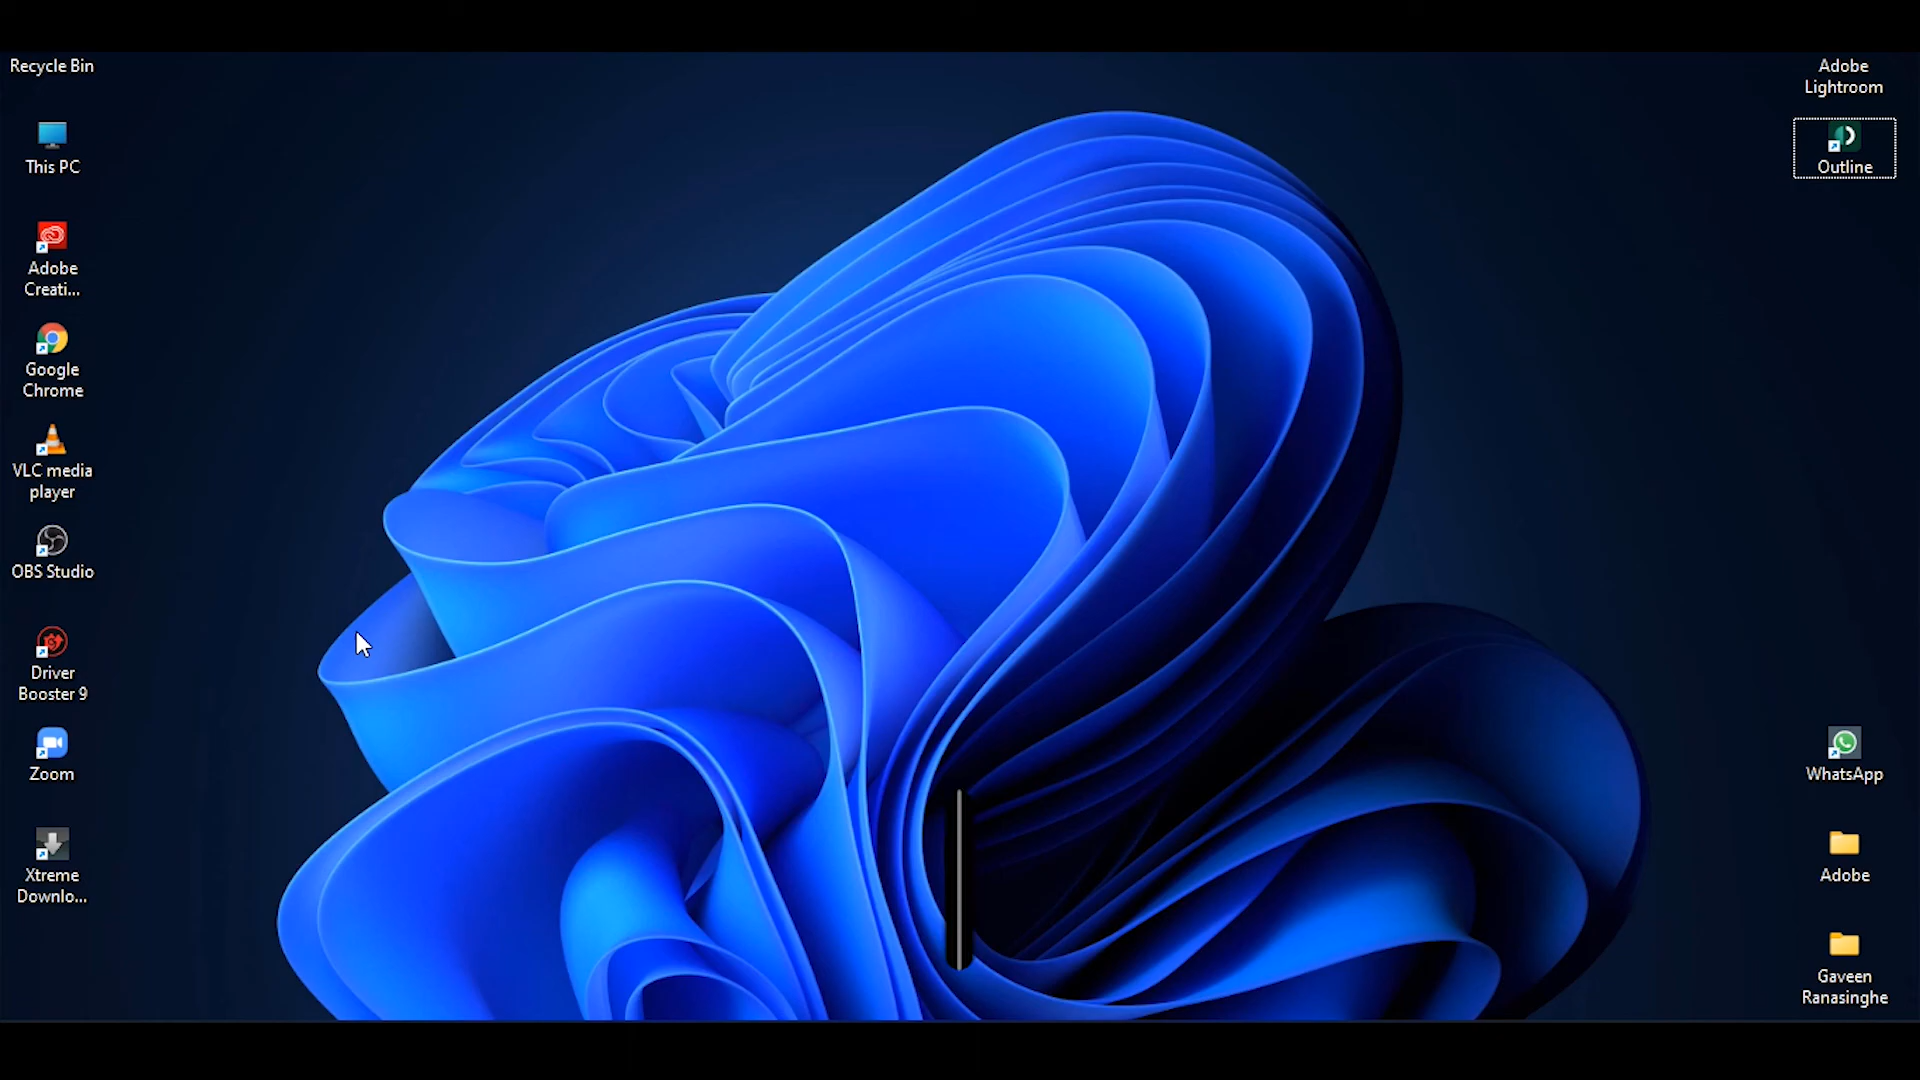 Recycle Bin
This PC
Adobe
Creati...
Google
Chrome
VLC media
player
OBS Studio
Driver
Booster 9
Zoom
Xtreme
Downlo...
Adobe
Lightroom
Outline
WhatsApp
Adobe
Gaveen
Ranasinghe